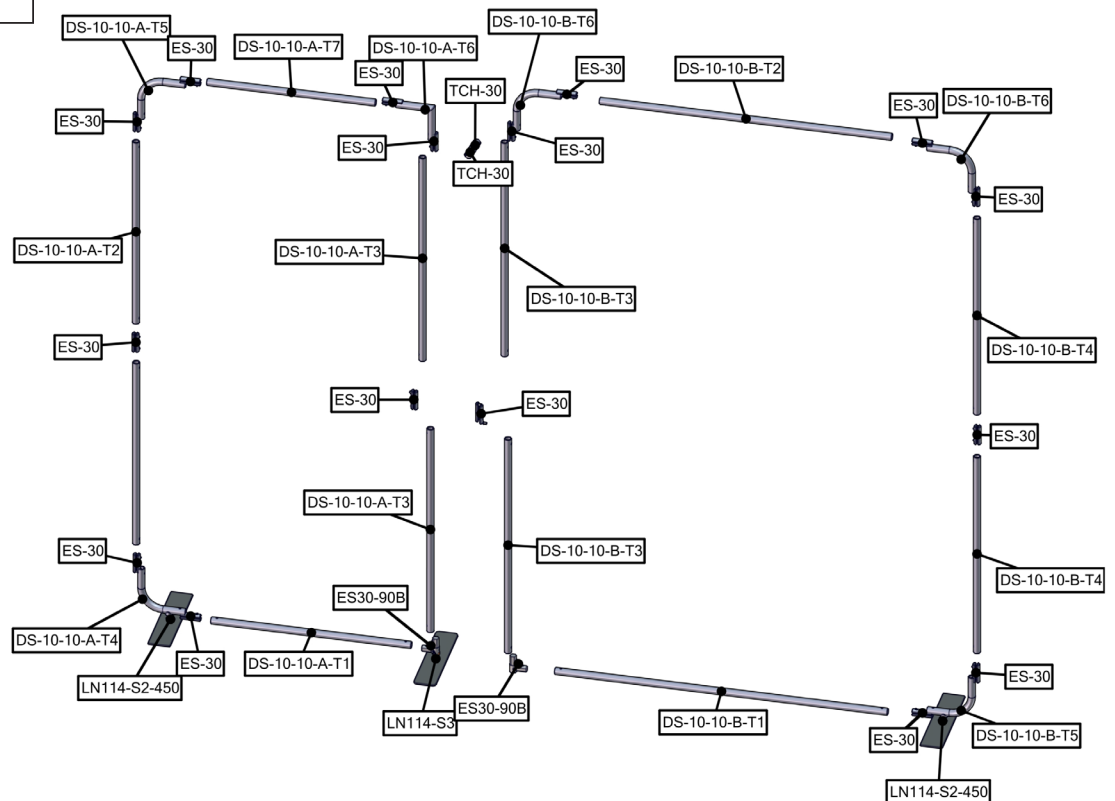 DS-10-10-A-T5
ES-30
DS-10-10-A-T7
DS-10-10-A-T6
ES-30
TCH-30
DS-10-10-B-T6
ES-30
DS-10-10-B-T2
ES-30
DS-10-10-B-T6
ES-30
ES-30
TCH-30
ES-30
ES-30
DS-10-10-A-T2
DS-10-10-A-T3
DS-10-10-B-T3
DS-10-10-B-T4
ES-30
ES-30
ES-30
ES-30
DS-10-10-A-T3
DS-10-10-B-T3
DS-10-10-B-T4
ES-30
ES30-90B
DS-10-10-A-T4
ES-30
DS-10-10-A-T1
LN114-S2-450
LN114-S3
ES30-90B
DS-10-10-B-T1
ES-30
ES-30
DS-10-10-B-T5
LN114-S2-450